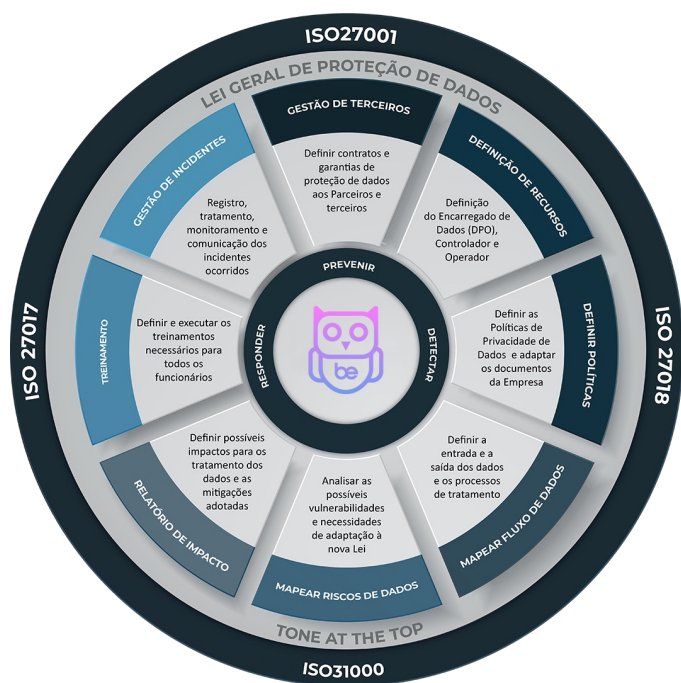 ISO27001
LEI GERAL DE PROTEÇÃO DE DADOS
GESTÃO DE TERCEIROS
Definir contratos e
garantias de
proteção de dados
aos Parceiros e
terceiros
DEFINIÇÃO DE RECURSOS
Definição
do Encarregado de
Dados (DPO),
Controlador e
Operador
DEFINIR POLÍTICAS
Definir as
Políticas de
Privacidade de
Dados e adaptar
os documentos
da Empresa
MAPEAR FLUXO DE DADOS
Definir a
entrada e a
saída dos dados
e os processos
de tratamento
MAPEAR RISCOS DE DADOS
Analisar as
possíveis
vulnerabilidades
e necessidades
de adaptação à
nova Lei
RELATÓRIO DE IMPACTO
Definir possíveis
impactos para os
tratamento dos
dados e as
mitigações
adotadas
TREINAMENTO
Definir e executar os
treinamentos
necessários para
todos os
funcionários
GESTÃO DE INCIDENTES
Registro,
tratamento,
monitoramento e
comunicação dos
incidentes
ocorridos
PREVENIR
DETECTAR
RESPONDER
be
ISO 27018
ISO 27017
TONE AT THE TOP
ISO31000